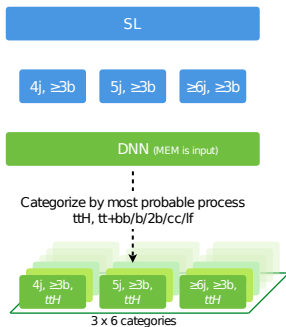 SL
4j, ≥3b 5j, ≥3b ≥6j, ≥3b
DNN (MEM is input)
Categorize by most probable process
ttH, tt+bb/b/2b/cc/lf
4j, ≥3b, 5j, ≥3b, ≥6j, ≥3b,
ttH ttH ttH
3 x 6 categories